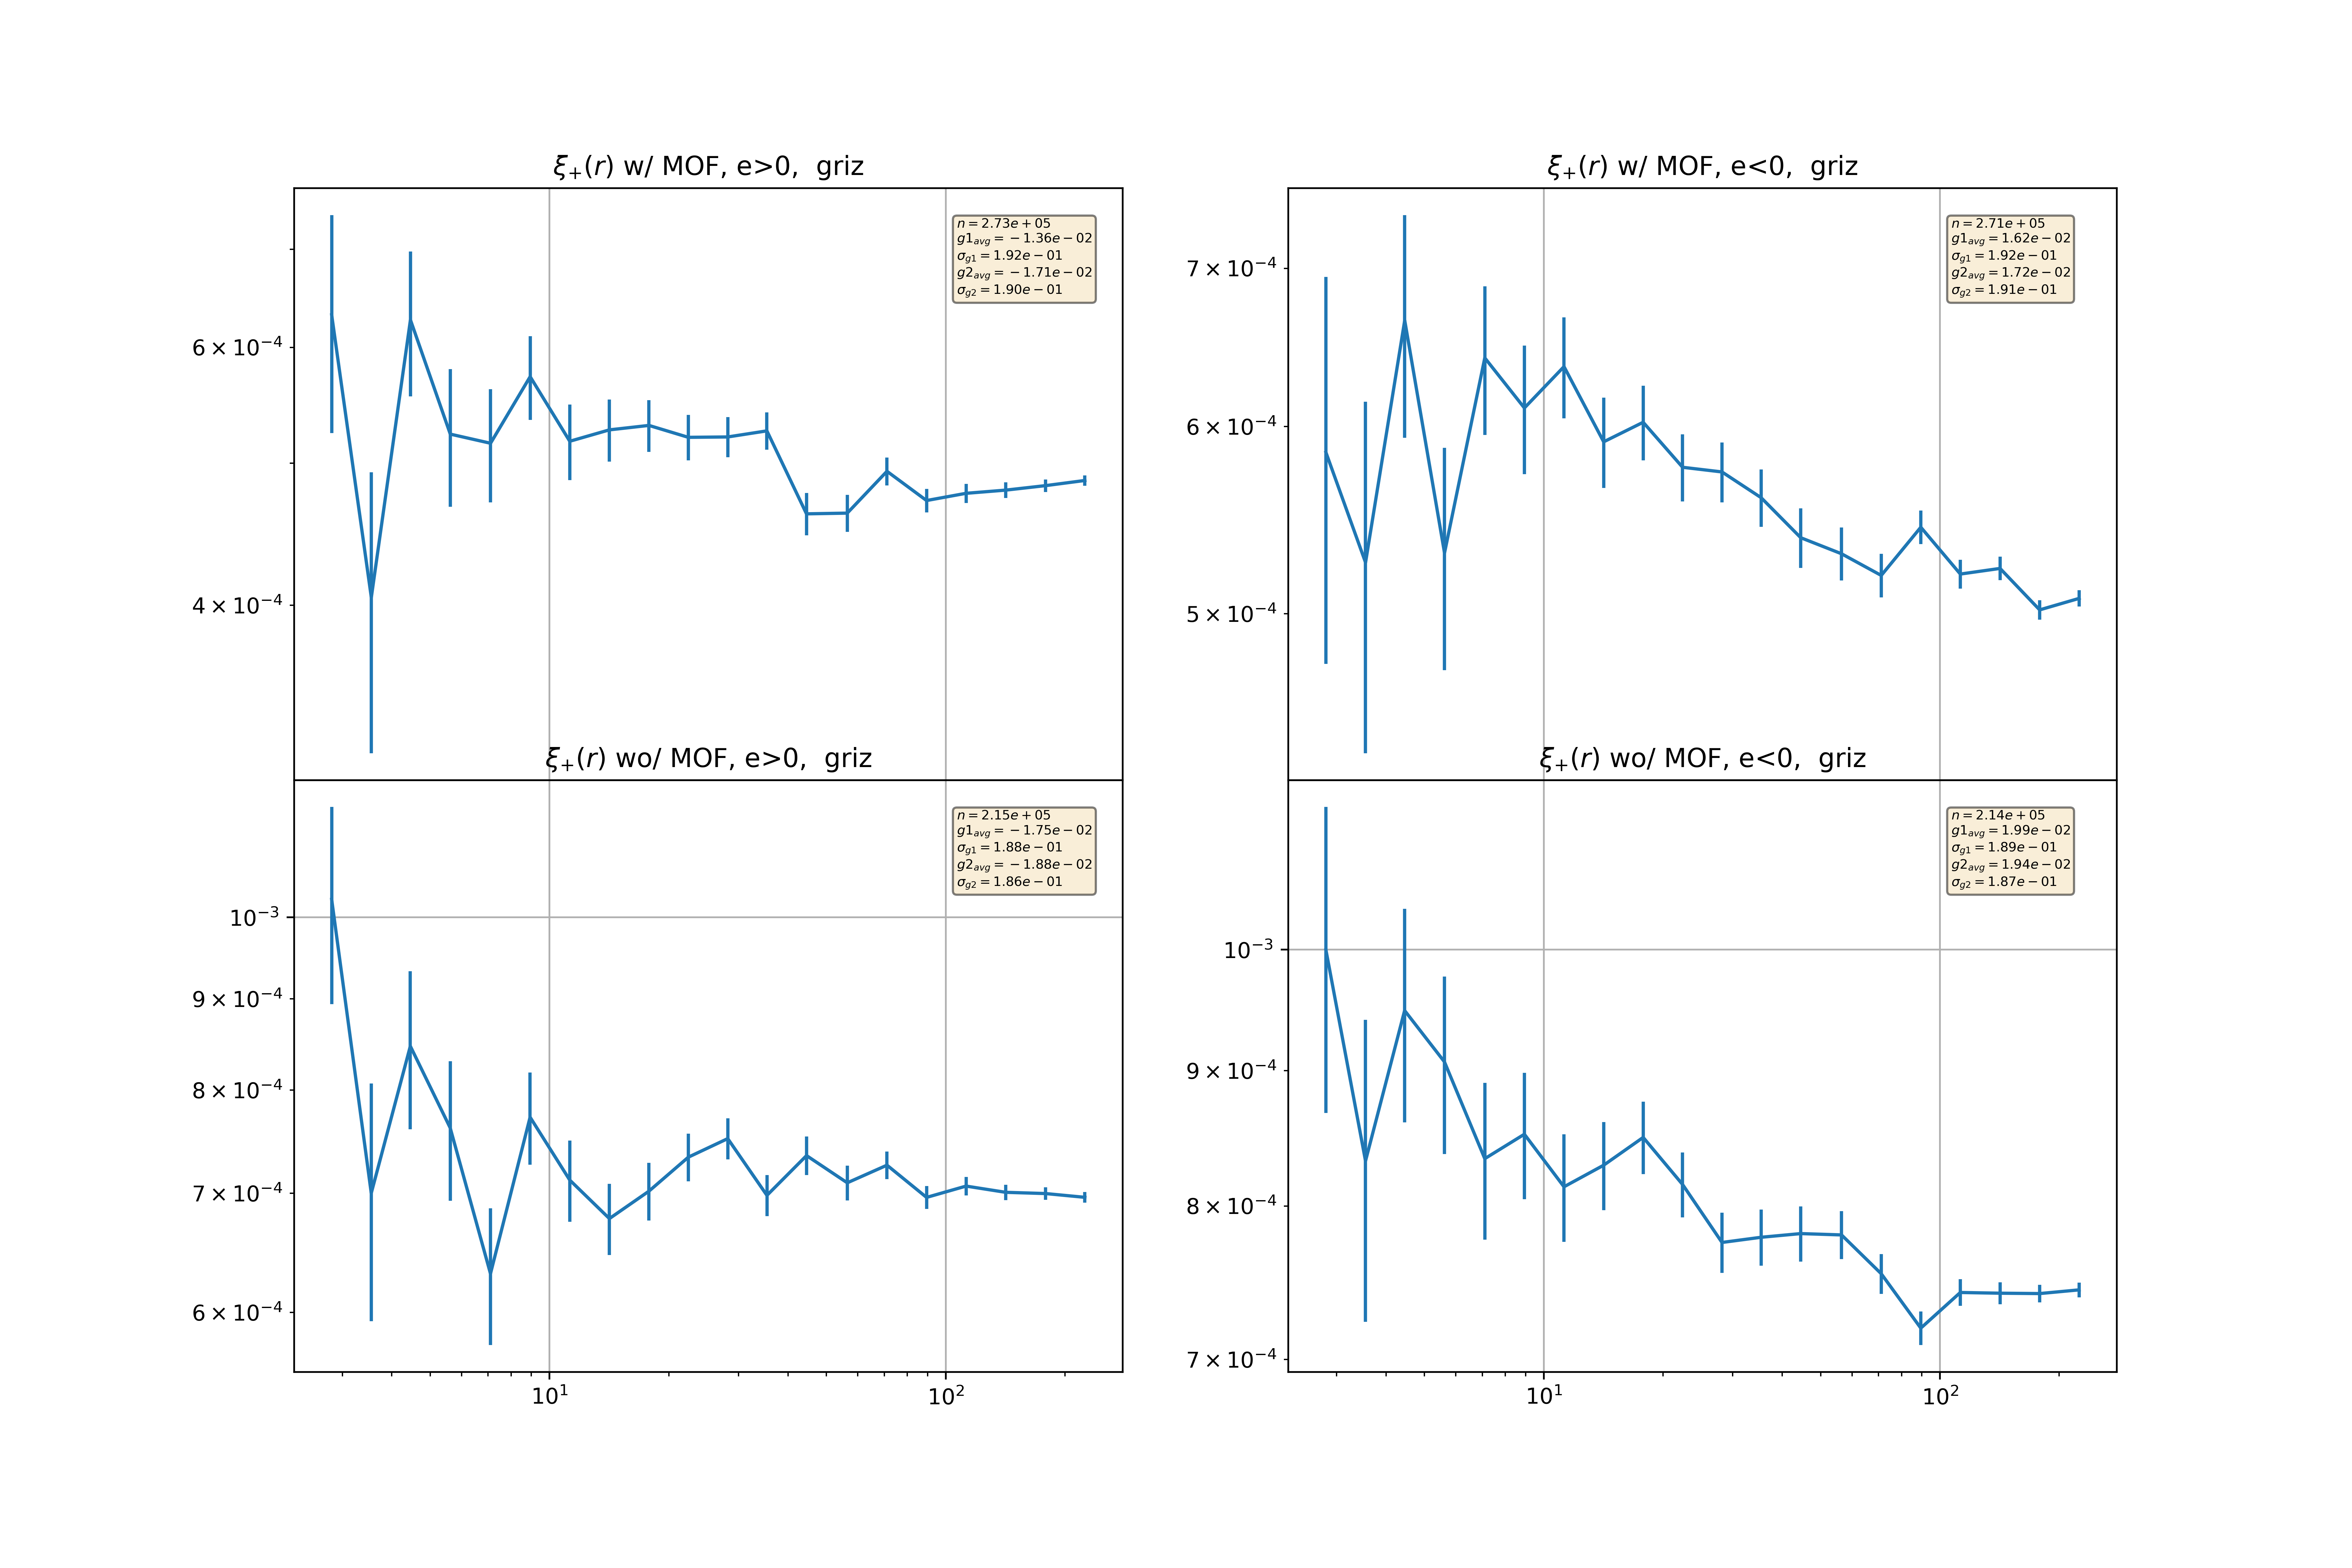 ξ₊(r) w/ MOF, e>0,  griz
6 × 10⁻⁴
4 × 10⁻⁴
n = 2.73e + 05
g1avg = − 1.36e − 02
σg1 = 1.92e − 01
g2avg = − 1.71e − 02
σg2 = 1.90e − 01
ξ₊(r) w/ MOF, e<0,  griz
7 × 10⁻⁴
6 × 10⁻⁴
5 × 10⁻⁴
n = 2.71e + 05
g1avg = 1.62e − 02
σg1 = 1.92e − 01
g2avg = 1.72e − 02
σg2 = 1.91e − 01
ξ₊(r) wo/ MOF, e>0,  griz
10⁻³
9 × 10⁻⁴
8 × 10⁻⁴
7 × 10⁻⁴
6 × 10⁻⁴
n = 2.15e + 05
g1avg = − 1.75e − 02
σg1 = 1.88e − 01
g2avg = − 1.88e − 02
σg2 = 1.86e − 01
10¹ 10²
ξ₊(r) wo/ MOF, e<0,  griz
10⁻³
9 × 10⁻⁴
8 × 10⁻⁴
7 × 10⁻⁴
n = 2.14e + 05
g1avg = 1.99e − 02
σg1 = 1.89e − 01
g2avg = 1.94e − 02
σg2 = 1.87e − 01
10¹ 10²